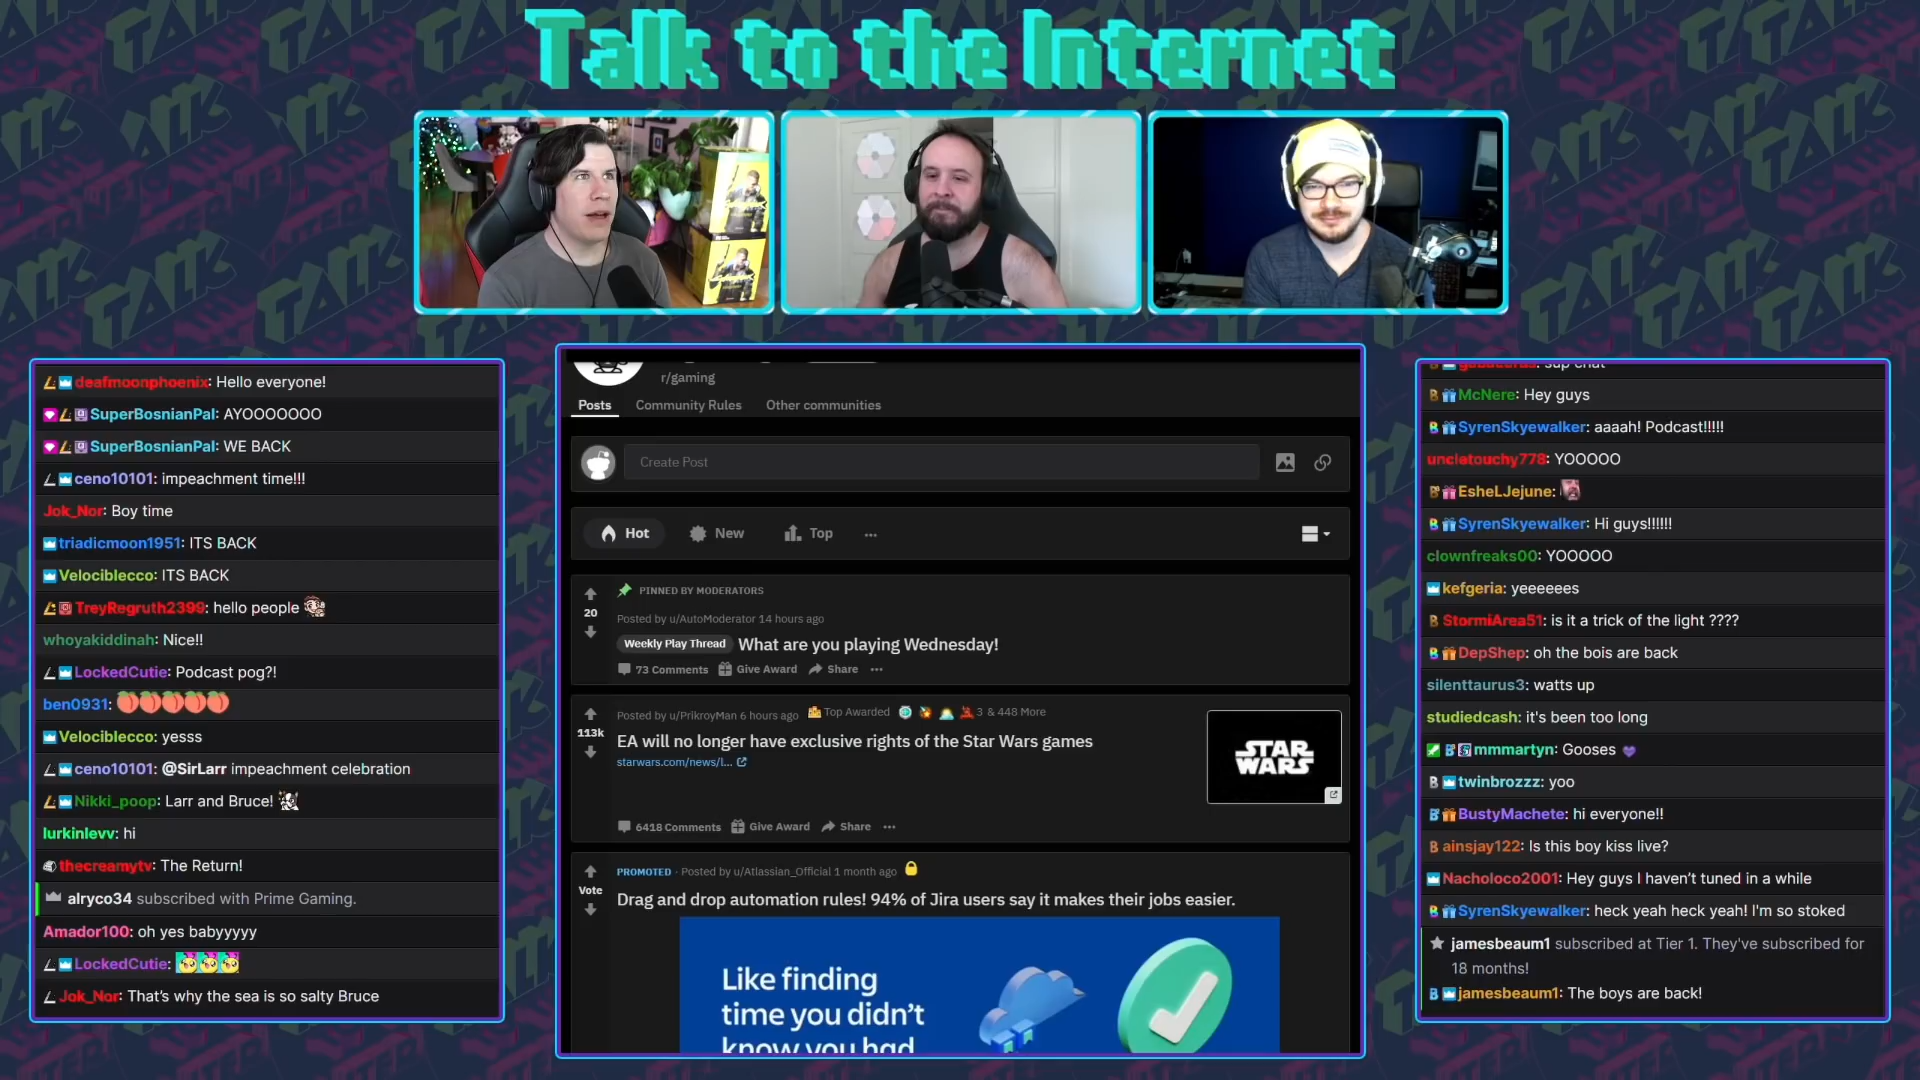 Talk to the Internet
deafmoonphoenix: Hello everyone!
SuperBosnianPal: AYOOOOOOO
SuperBosnianPal: WE BACK
ceno10101: impeachment time!!!
Jok_Nor: Boy time
triadicmoon1951: ITS BACK
Velociblecco: ITS BACK
TreyRegruth2399: hello people
whoyakiddinah: Nice!!
LockedCutie: Podcast pog?!
ben0931:
Velociblecco: yesss
ceno10101: @SirLarr impeachment celebration
Nikki_poop: Larr and Bruce!
lurkinlevv: hi
thecreamytv: The Return!
alryco34 subscribed with Prime Gaming.
Amador100: oh yes babyyyyy
LockedCutie:
Jok_Nor: That's why the sea is so salty Bruce
r/gaming
Posts Community Rules Other communities
Create Post
Hot New Top ...
PINNED BY MODERATORS
20
Posted by u/AutoModerator 14 hours ago
Weekly Play Thread What are you playing Wednesday!
73 Comments Give Award Share ...
Posted by u/PrikroyMan 6 hours ago Top Awarded 3 & 448 More
113k
EA will no longer have exclusive rights of the Star Wars games
starwars.com/news/l...
STAR
WARS
6418 Comments Give Award Share ...
PROMOTED · Posted by u/Atlassian_Official 1 month ago
Vote
Drag and drop automation rules! 94% of Jira users say it makes their jobs easier.
Like finding
time you didn't
know you had
sup chat
McNere: Hey guys
SyrenSkyewalker: aaaah! Podcast!!!!!
uncletouchy778: YOOOOO
EsheLJejune:
SyrenSkyewalker: Hi guys!!!!!!
clownfreaks00: YOOOOO
kefgeria: yeeeeees
StormiArea51: is it a trick of the light ????
DepShep: oh the bois are back
silenttaurus3: watts up
studiedcash: it's been too long
mmmartyn: Gooses
twinbrozzz: yoo
BustyMachete: hi everyone!!
ainsjay122: Is this boy kiss live?
Nacholoco2001: Hey guys I haven't tuned in a while
SyrenSkyewalker: heck yeah heck yeah! I'm so stoked
jamesbeaum1 subscribed at Tier 1. They've subscribed for
18 months!
jamesbeaum1: The boys are back!